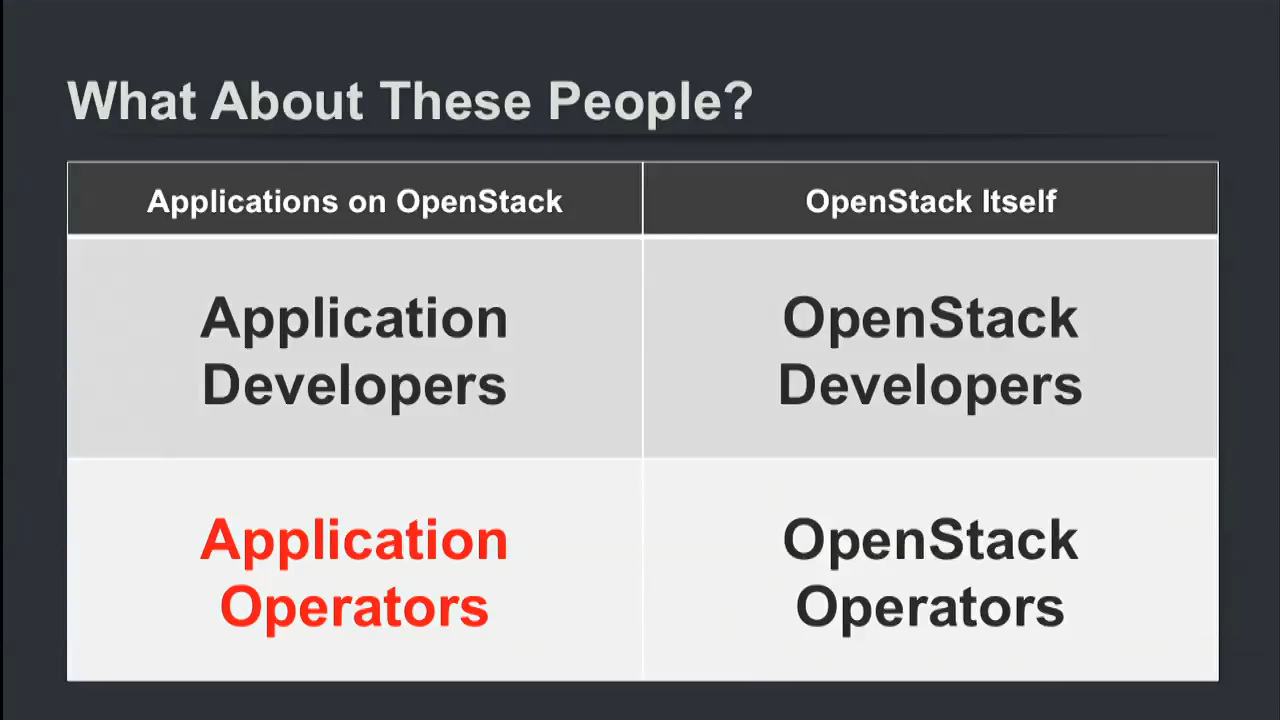 What About These People?
Applications on OpenStack
OpenStack Itself
Application
Developers
OpenStack
Developers
Application
Operators
OpenStack
Operators